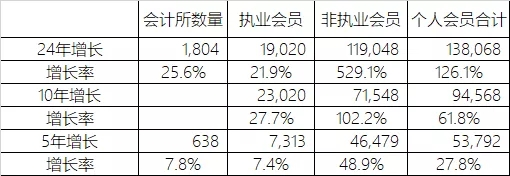 会计所数量 执业会员 非执业会员 个人会员合计
24年增长 1,804 19,020 119,048 138,068
增长率 25.6% 21.9% 529.1% 126.1%
10年增长 23,020 71,548 94,568
增长率 27.7% 102.2% 61.8%
5年增长 638 7,313 46,479 53,792
增长率 7.8% 7.4% 48.9% 27.8%